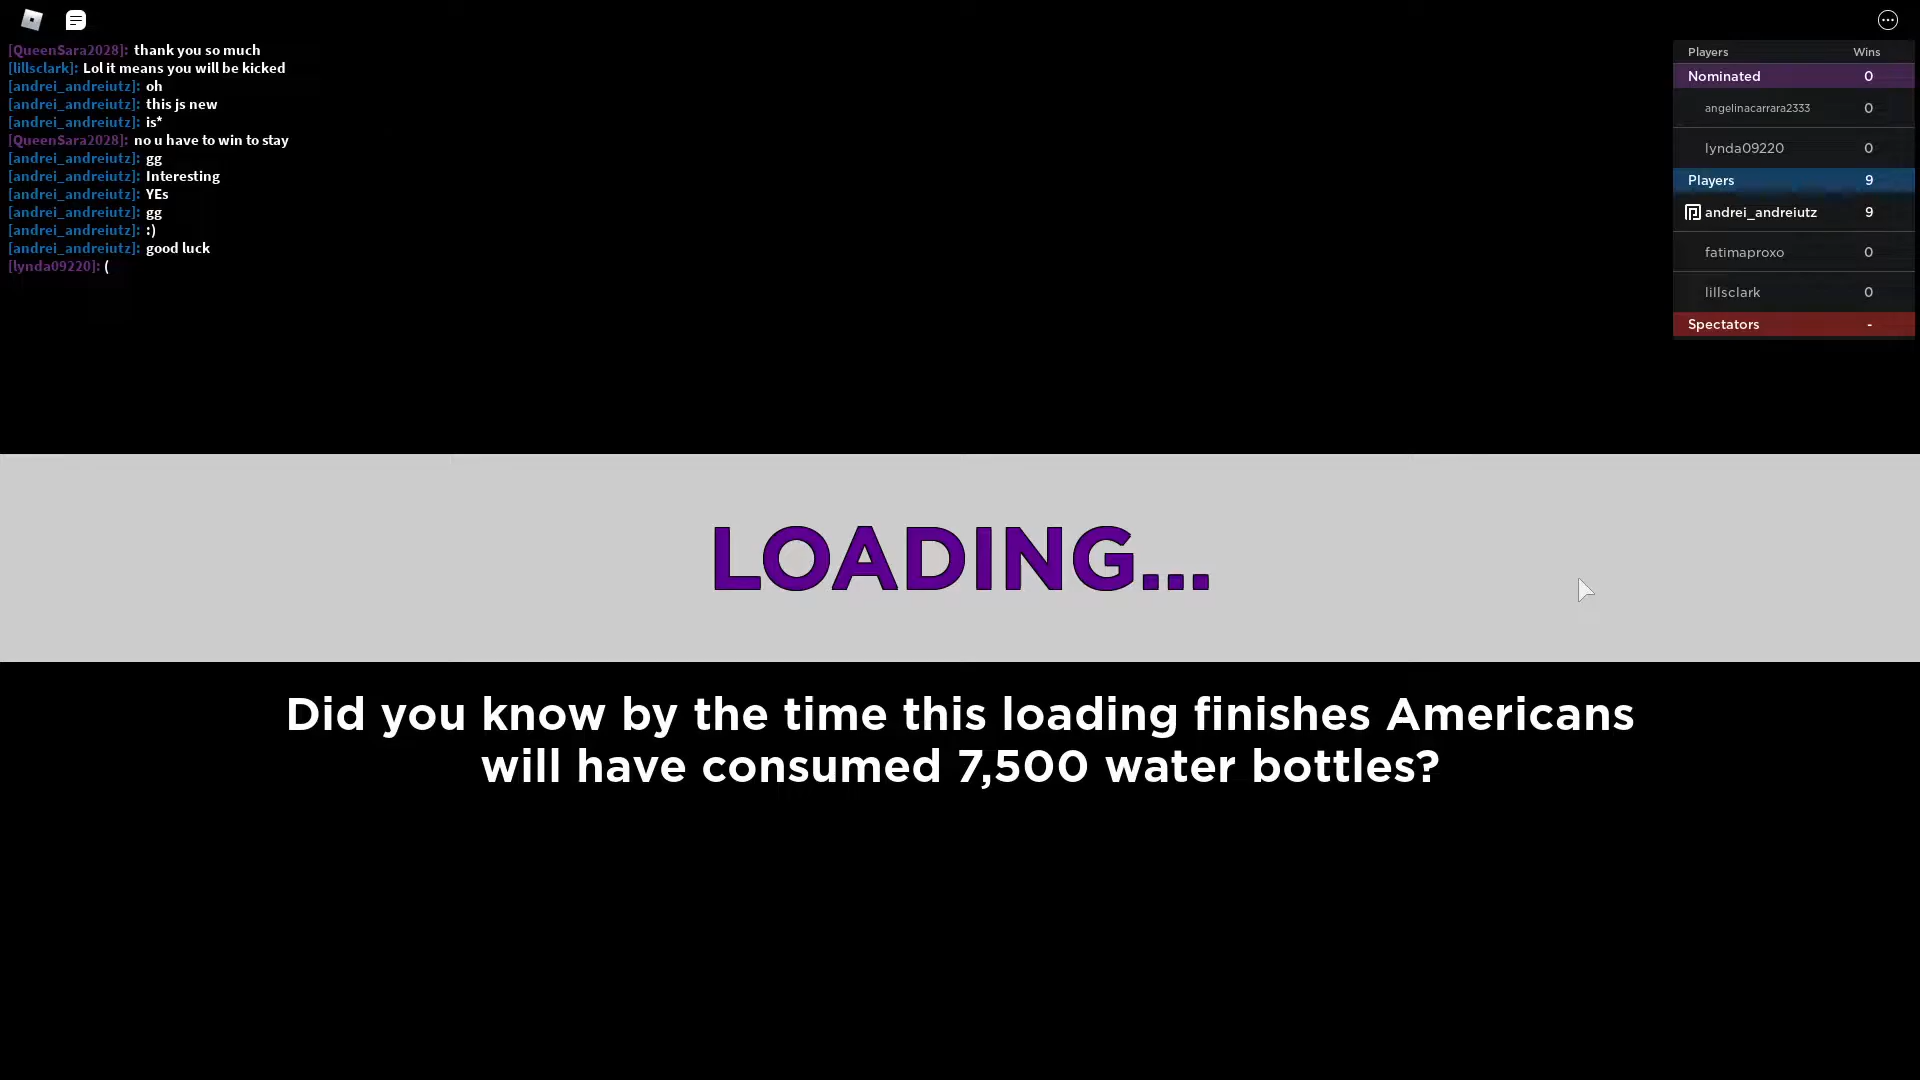 [QueenSara2028]: thank you so much
[lillsclark]: Lol it means you will be kicked
[andrei_andreiutz]: oh
[andrei_andreiutz]: this js new
[andrei_andreiutz]: is*
[QueenSara2028]: no u have to win to stay
[andrei_andreiutz]: gg
[andrei_andreiutz]: Interesting
[andrei_andreiutz]: YEs
[andrei_andreiutz]: gg
[andrei_andreiutz]: :)
[andrei_andreiutz]: good luck
[lynda09220]: (
Players Wins
Nominated 0
angelinacarrara2333 0
lynda09220 0
Players 9
andrei_andreiutz 9
fatimaproxo 0
lillsclark 0
Spectators -
LOADING...
Did you know by the time this loading finishes Americans
will have consumed 7,500 water bottles?